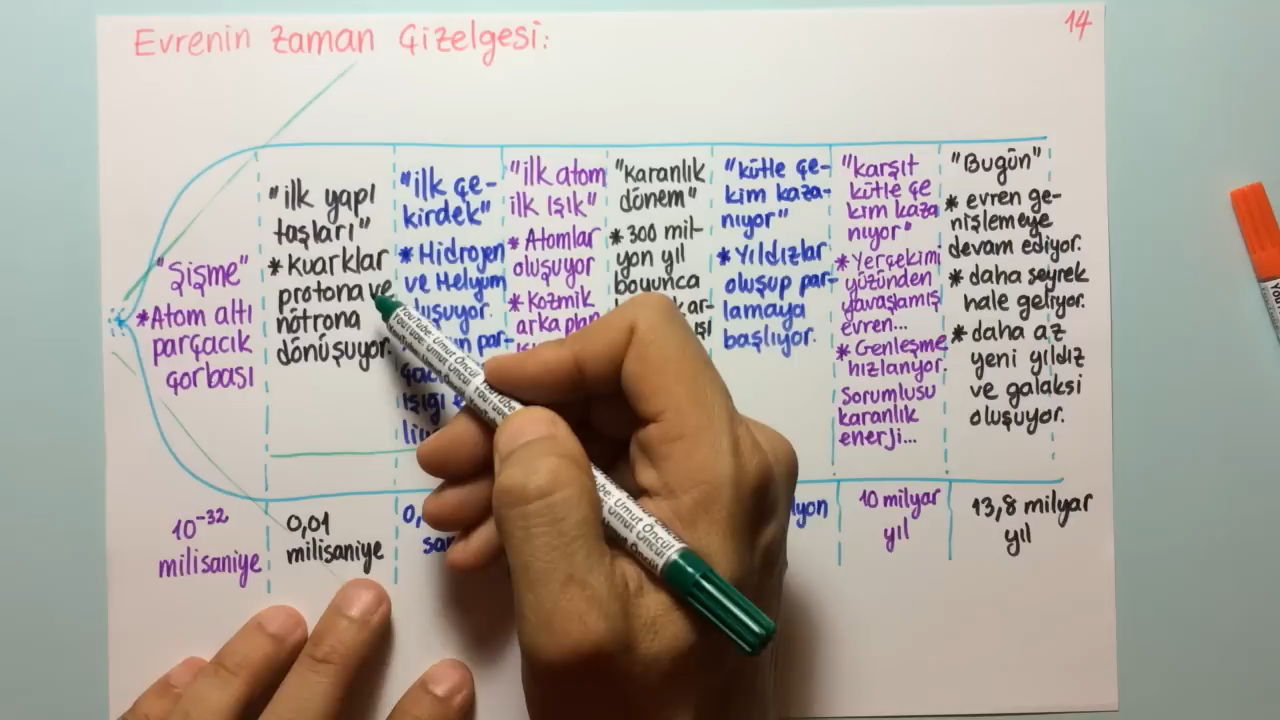 Evrenin Zaman Çizelgesi:
14
"Şişme"
* Atom altı
parçacık
çorbası
"ilk yapı
taşları"
* kuarklar
protona ve
nötrona
dönüşuyor.
"ilk çe-
kirdek"
* Hidrojen
ve Helyum
"ilk atom
ilk ışık"
* Atomlar
oluşuyor
* Kozmik
arka plan
"karanlık
dönem"
* 300 mil-
yon yıl
boyunca
"kütle çe-
kim kaza-
nıyor"
* Yıldızlar
oluşup par-
lamaya
başlıyor.
"karşıt
kütle çe
kim kaza
nıyor"
* Yerçekimi
yüzünden
yavaşlamış
evren...
* Genleşme
hızlanıyor.
Sorumlusu
karanlık
enerji...
"Bugün"
* evren ge-
nişlemeye
devam ediyor.
* daha seyrek
hale geliyor.
* daha az
yeni yıldız
ve galaksi
oluşuyor.
10-32
milisaniye
0,01
milisaniye
10 milyar
yıl
13,8 milyar
yıl
YouTube: Umut Öncül